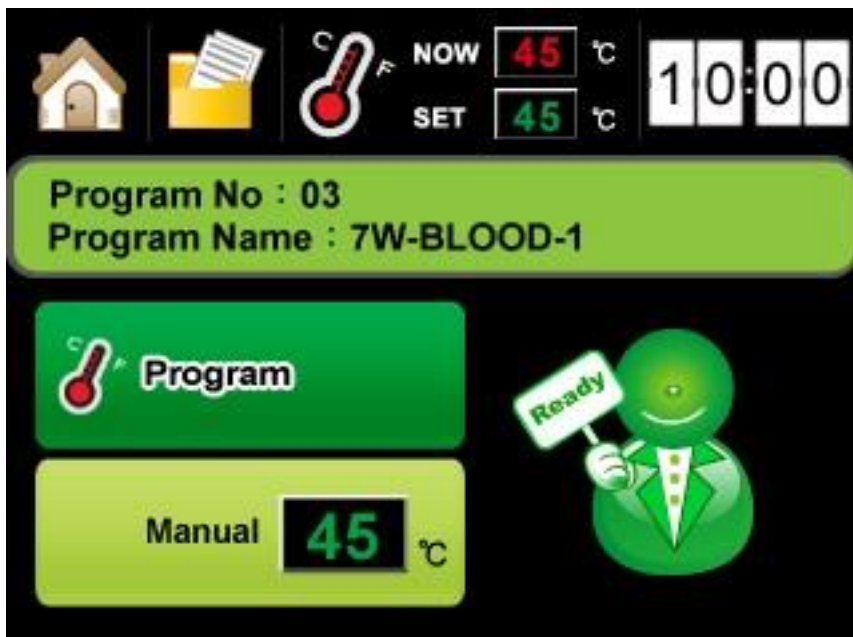 C F NOW 45 ℃
SET 45 ℃
10:00
Program No : 03
Program Name : 7W-BLOOD-1
C F Program
Ready
Manual 45 ℃